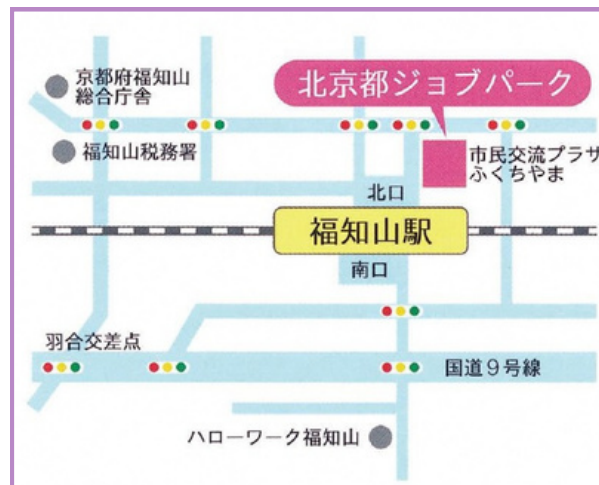 京都府福知山
総合庁舎
北京都ジョブパーク
福知山税務署
市民交流プラザ
ふくちやま
北口
福知山駅
南口
羽合交差点
国道9号線
ハローワーク福知山